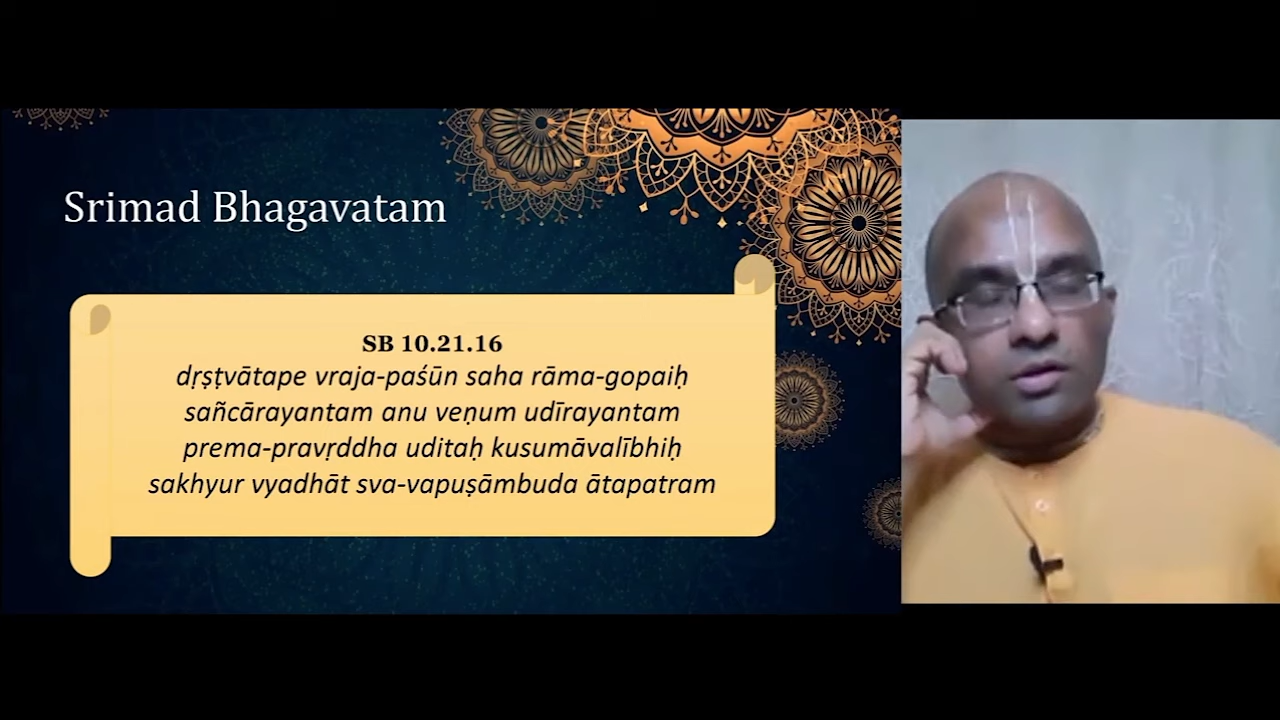 Srimad Bhagavatam
SB 10.21.16
dṛṣṭvātape vraja-paśūn saha rāma-gopaiḥ
sañcārayantam anu veṇum udīrayantam
prema-pravṛddha uditaḥ kusumāvalībhiḥ
sakhyur vyadhāt sva-vapuṣāmbuda ātapatram